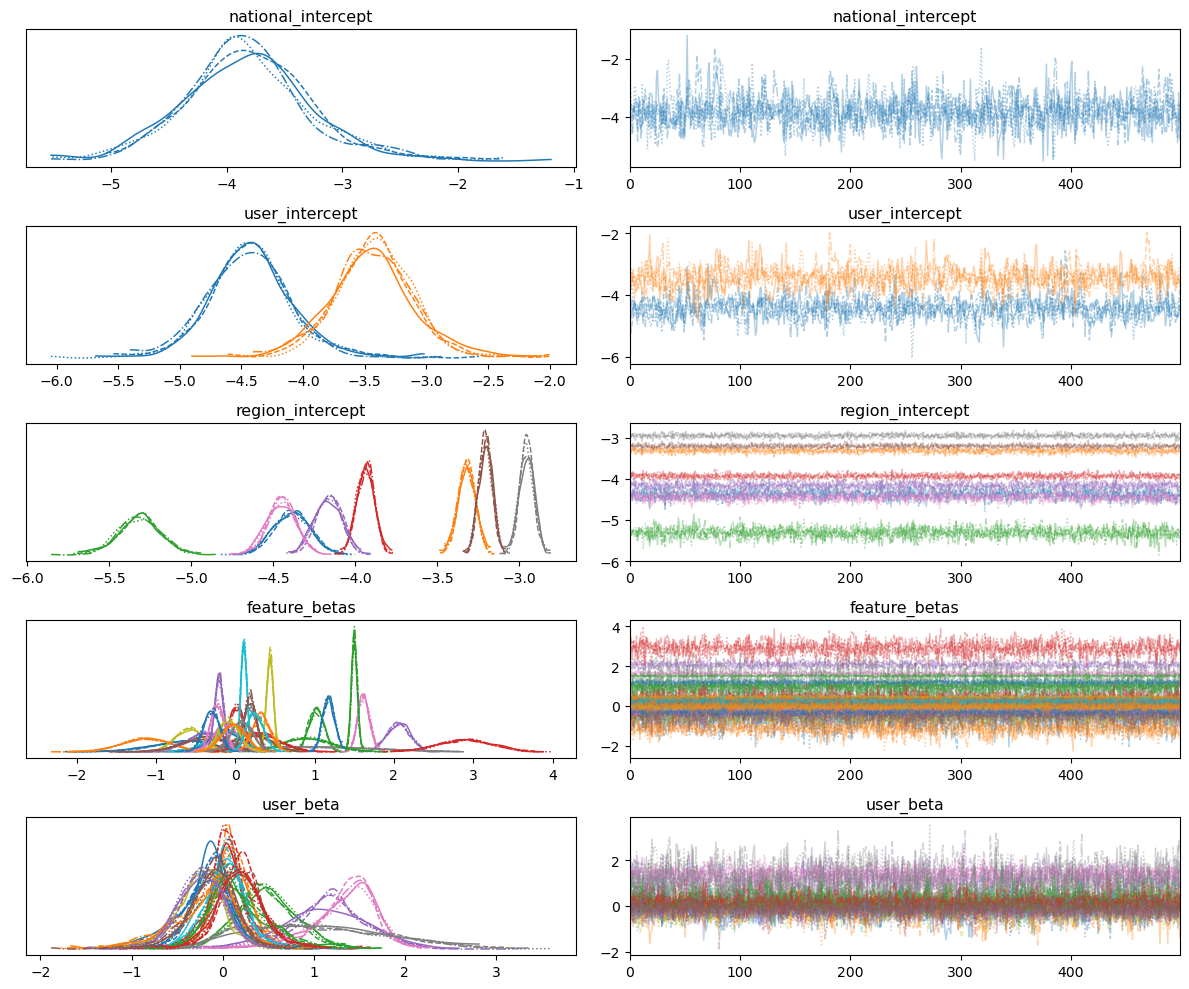 national_intercept
national_intercept
−2
−4
−5 −4 −3 −2 −1
0 100 200 300 400
user_intercept
user_intercept
−2
−4
−6
−6.0 −5.5 −5.0 −4.5 −4.0 −3.5 −3.0 −2.5 −2.0
0 100 200 300 400
region_intercept
region_intercept
−3
−4
−5
−6
−6.0 −5.5 −5.0 −4.5 −4.0 −3.5 −3.0
0 100 200 300 400
feature_betas
feature_betas
4
2
0
−2
−2 −1 0 1 2 3 4
0 100 200 300 400
user_beta
user_beta
2
0
−2
−2 −1 0 1 2 3
0 100 200 300 400